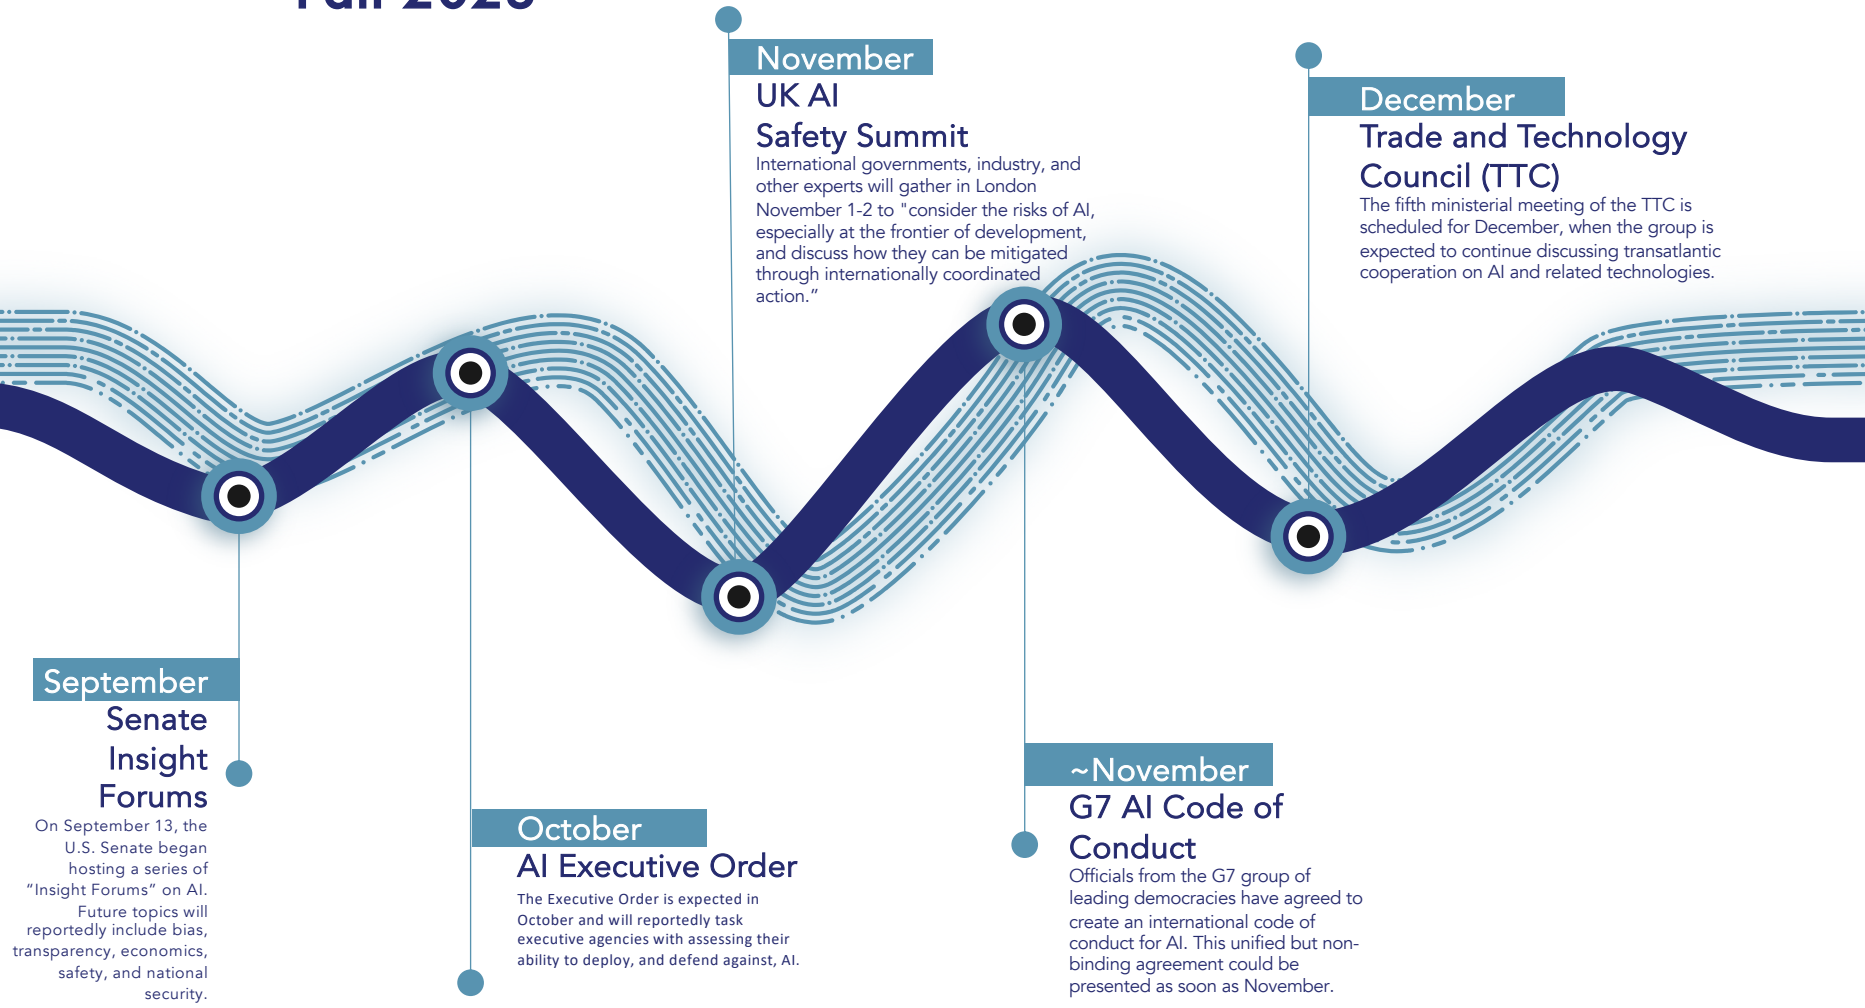 Fall 2023
November
UK AI
Safety Summit
International governments, industry, and
other experts will gather in London
November 1-2 to "consider the risks of AI,
especially at the frontier of development,
and discuss how they can be mitigated
through internationally coordinated
action.”
December
Trade and Technology
Council (TTC)
The fifth ministerial meeting of the TTC is
scheduled for December, when the group is
expected to continue discussing transatlantic
cooperation on AI and related technologies.
September
Senate
Insight
Forums
On September 13, the
U.S. Senate began
hosting a series of
“Insight Forums” on AI.
Future topics will
reportedly include bias,
transparency, economics,
safety, and national
security.
October
AI Executive Order
The Executive Order is expected in
October and will reportedly task
executive agencies with assessing their
ability to deploy, and defend against, AI.
~November
G7 AI Code of
Conduct
Officials from the G7 group of
leading democracies have agreed to
create an international code of
conduct for AI. This unified but non-
binding agreement could be
presented as soon as November.